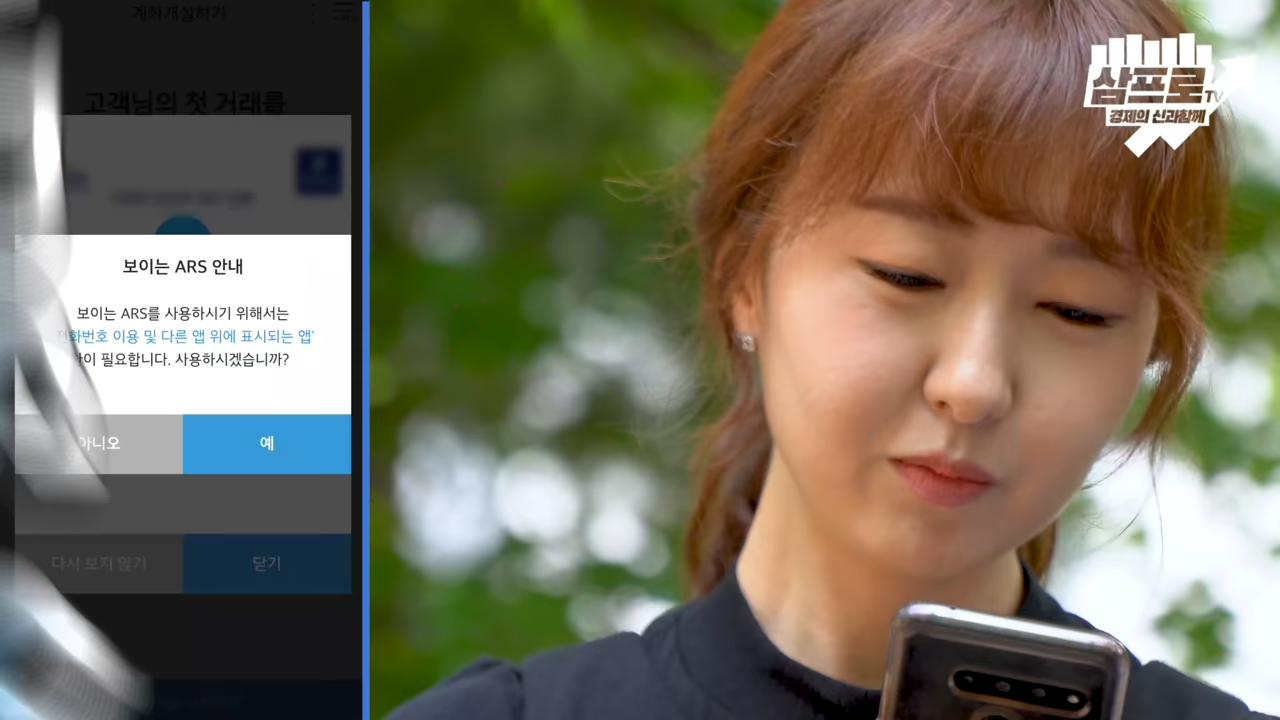 계좌개설하기
고객님의 첫 거래를
보이는 ARS 안내
보이는 ARS를 사용하시기 위해서는
전화번호 이용 및 다른 앱 위에 표시되는 앱'
이 필요합니다. 사용하시겠습니까?
아니오
예
다시 보지 않기
닫기
삼프로TV
경제의 신과함께